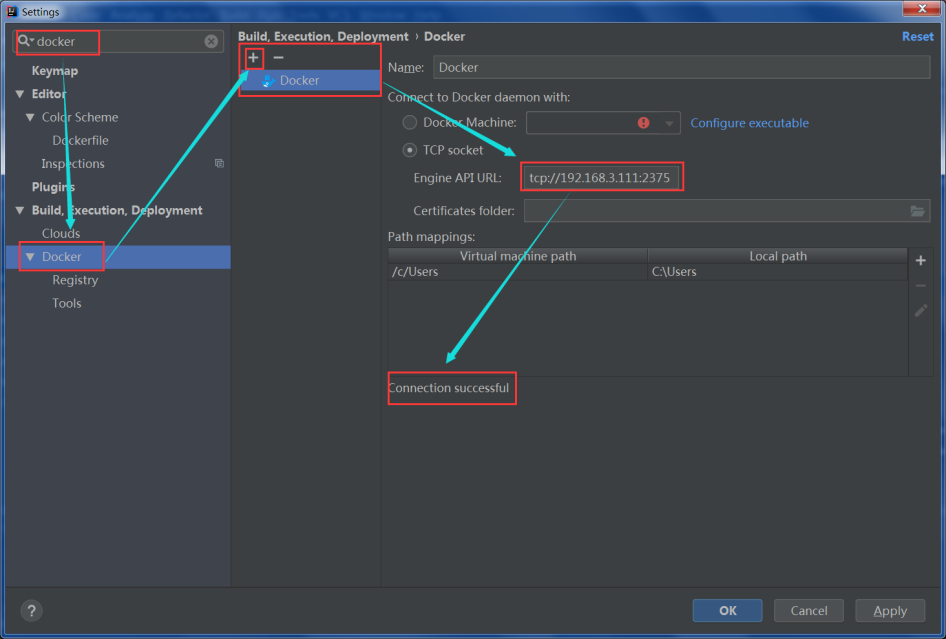 Settings
docker
Build, Execution, Deployment › Docker
Reset
Keymap
Editor
Color Scheme
Dockerfile
Inspections
Plugins
Build, Execution, Deployment
Clouds
Docker
Registry
Tools
Docker
Name: Docker
Connect to Docker daemon with:
Docker Machine:
Configure executable
TCP socket
Engine API URL: tcp://192.168.3.111:2375
Certificates folder:
Path mappings:
Virtual machine path Local path
/c/Users C:\Users
Connection successful
?
OK Cancel Apply